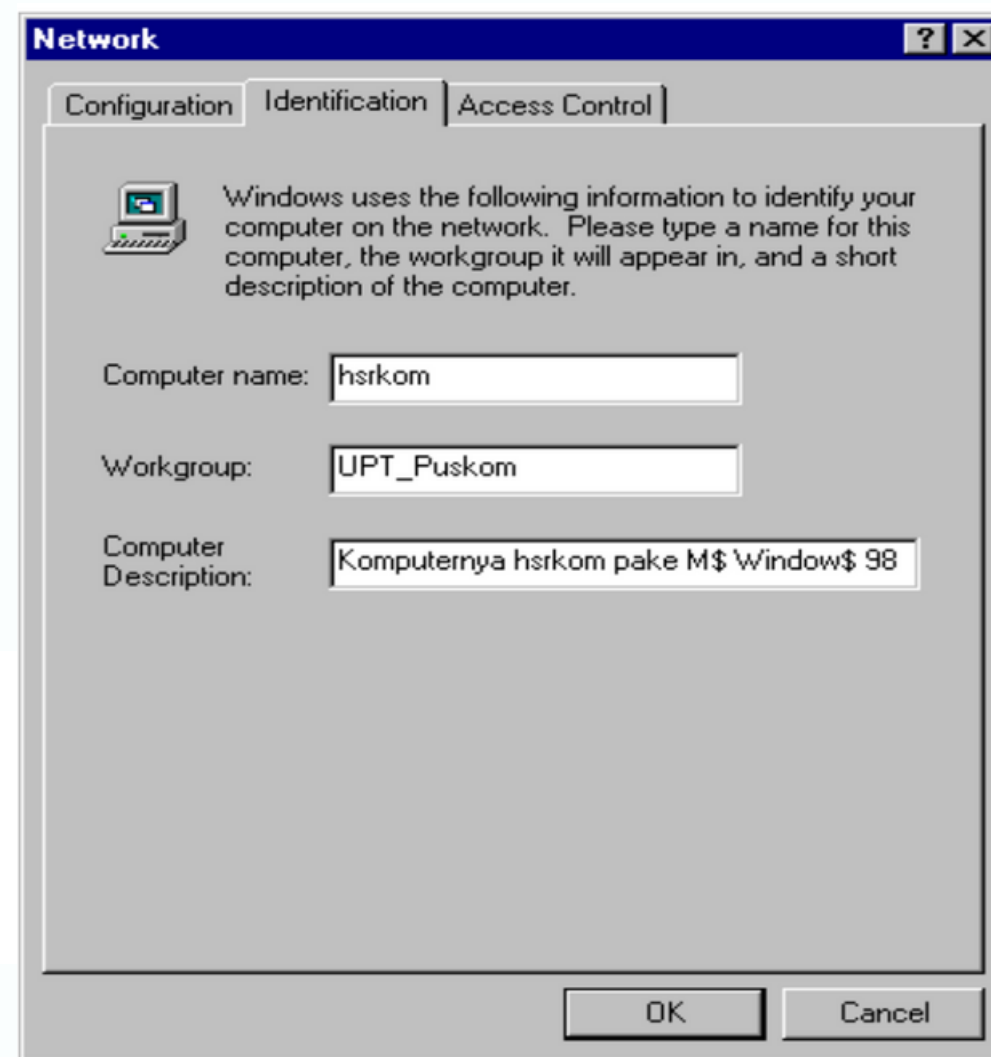 Network
Configuration Identification Access Control
Windows uses the following information to identify your
computer on the network. Please type a name for this
computer, the workgroup it will appear in, and a short
description of the computer.
Computer name: hsrkom
Workgroup: UPT_Puskom
Computer
Description:
Komputernya hsrkom pake M$ Window$ 98
OK Cancel